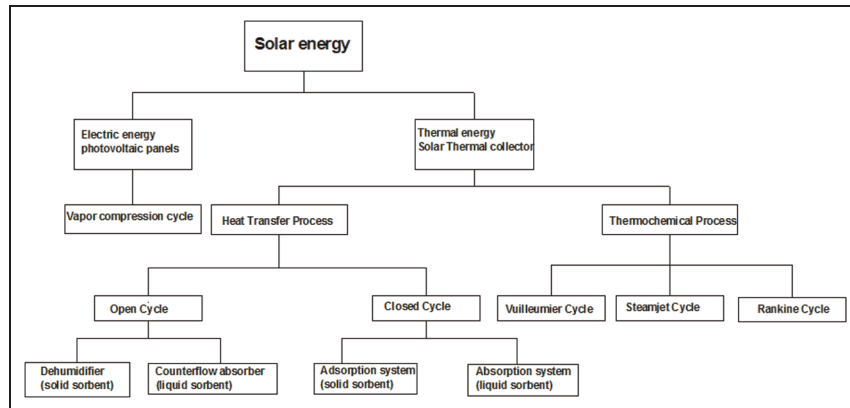 Solar energy
Electric energy
photovoltaic panels
Thermal energy
Solar Thermal collector
Vapor compression cycle
Heat Transfer Process
Thermochemical Process
Open Cycle
Closed Cycle
Vuilleumier Cycle
Steamjet Cycle
Rankine Cycle
Dehumidifier
(solid sorbent)
Counterflow absorber
(liquid sorbent)
Adsorption system
(solid sorbent)
Absorption system
(liquid sorbent)